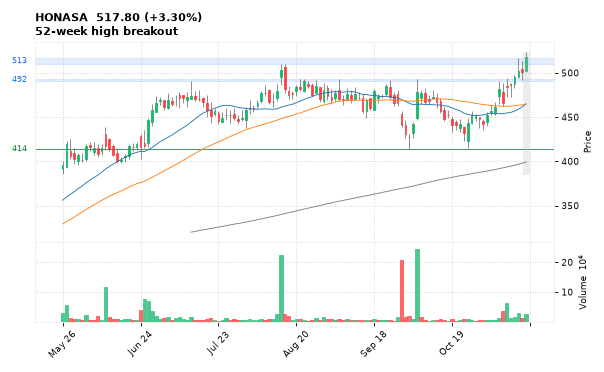 HONASA 517.80 (+3.30%)
52-week high breakout
513
492
414
500
450
400
350
Price
20
10
Volume 10⁴
May 26
Jun 24
Jul 23
Aug 20
Sep 18
Oct 19